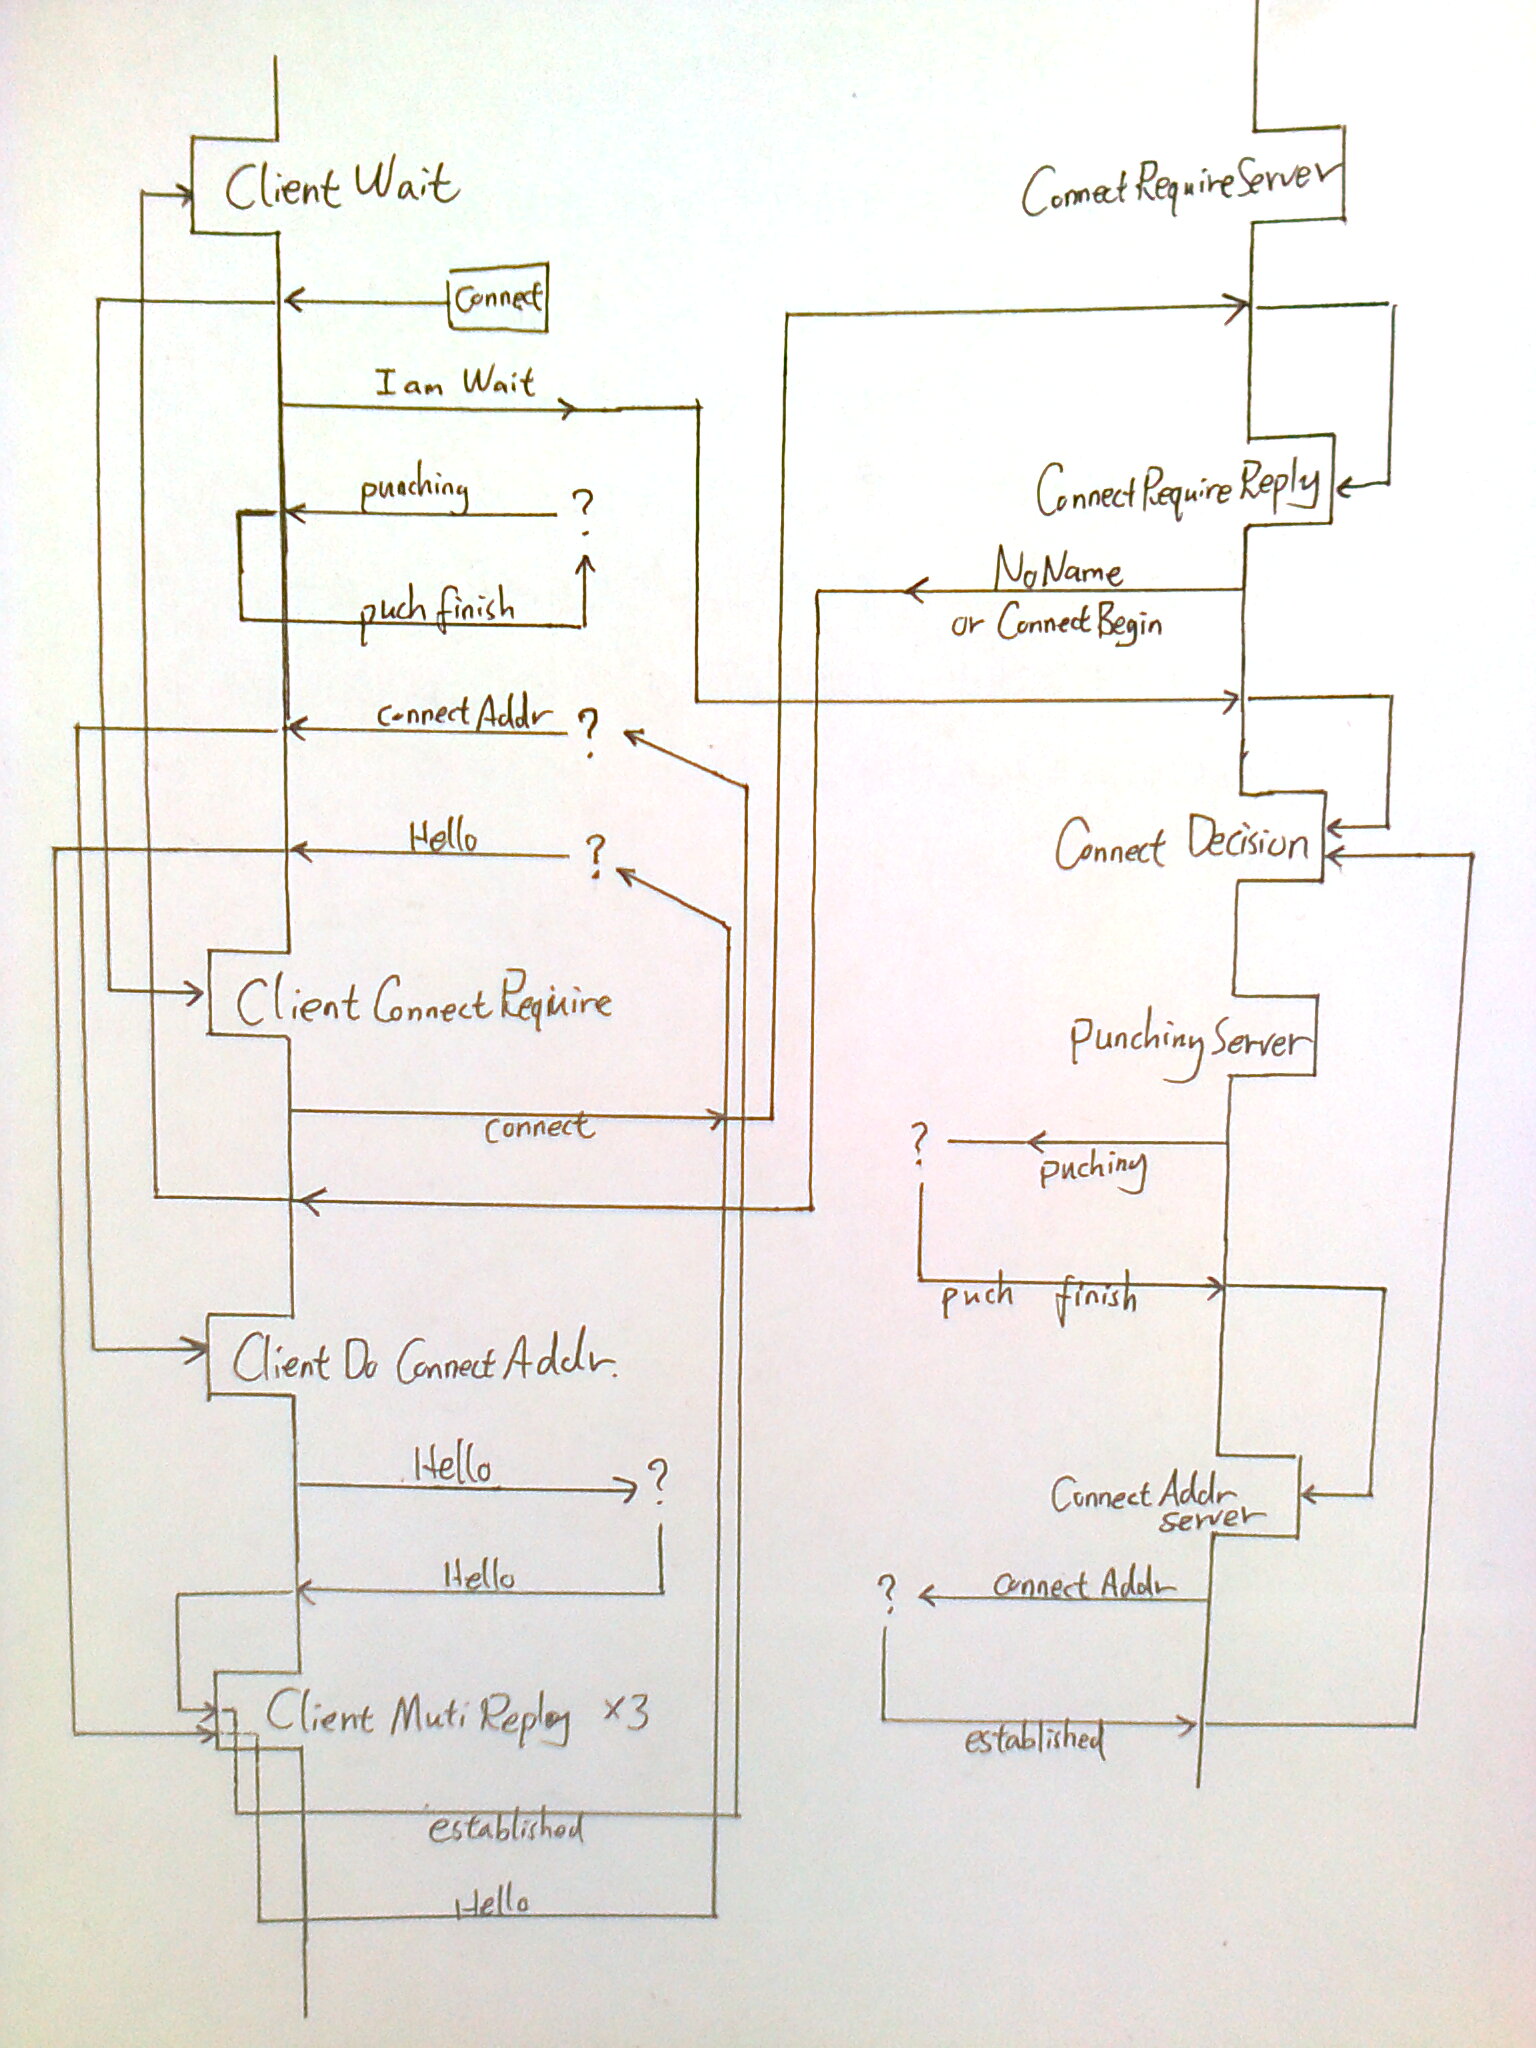 Client Wait
Connect
I am Wait
punching
?
puch finish
connect Addr
?
Hello
?
Client Connect Require
connect
Client Do Connect Addr.
Hello
?
Hello
Client Muti Reploy ×3
established
Hello
Connect Require Server
Connect Require Reply
No Name
or Connect Begin
Connect Decision
Punching Server
?
puching
puch finish
Connect Addr
server
?
connect Addr
established